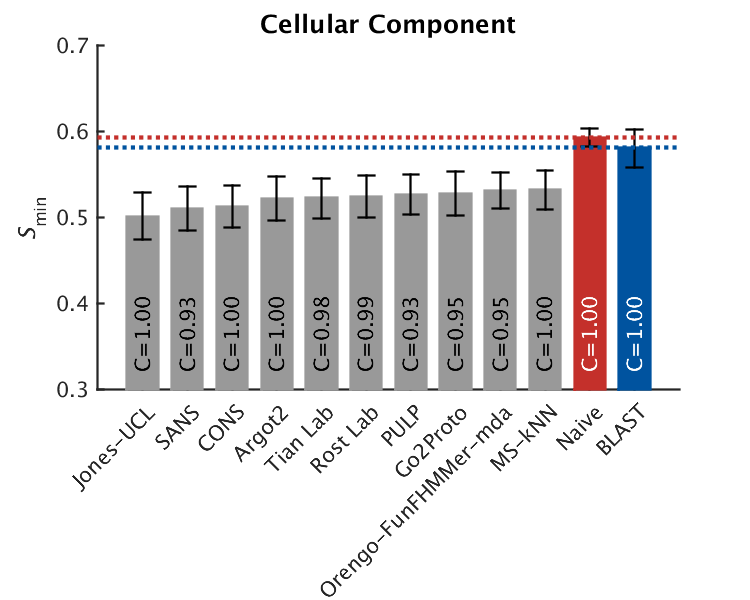 Cellular Component
0.7
0.6
0.5
0.4
0.3
Smin
C=1.00
C=0.93
C=1.00
C=1.00
C=0.98
C=0.99
C=0.93
C=0.95
C=0.95
C=1.00
C=1.00
C=1.00
Jones-UCL
SANS
CONS
Argot2
Tian Lab
Rost Lab
PULP
Go2Proto
Orengo-FunFHMMer-mda
MS-kNN
Naive
BLAST